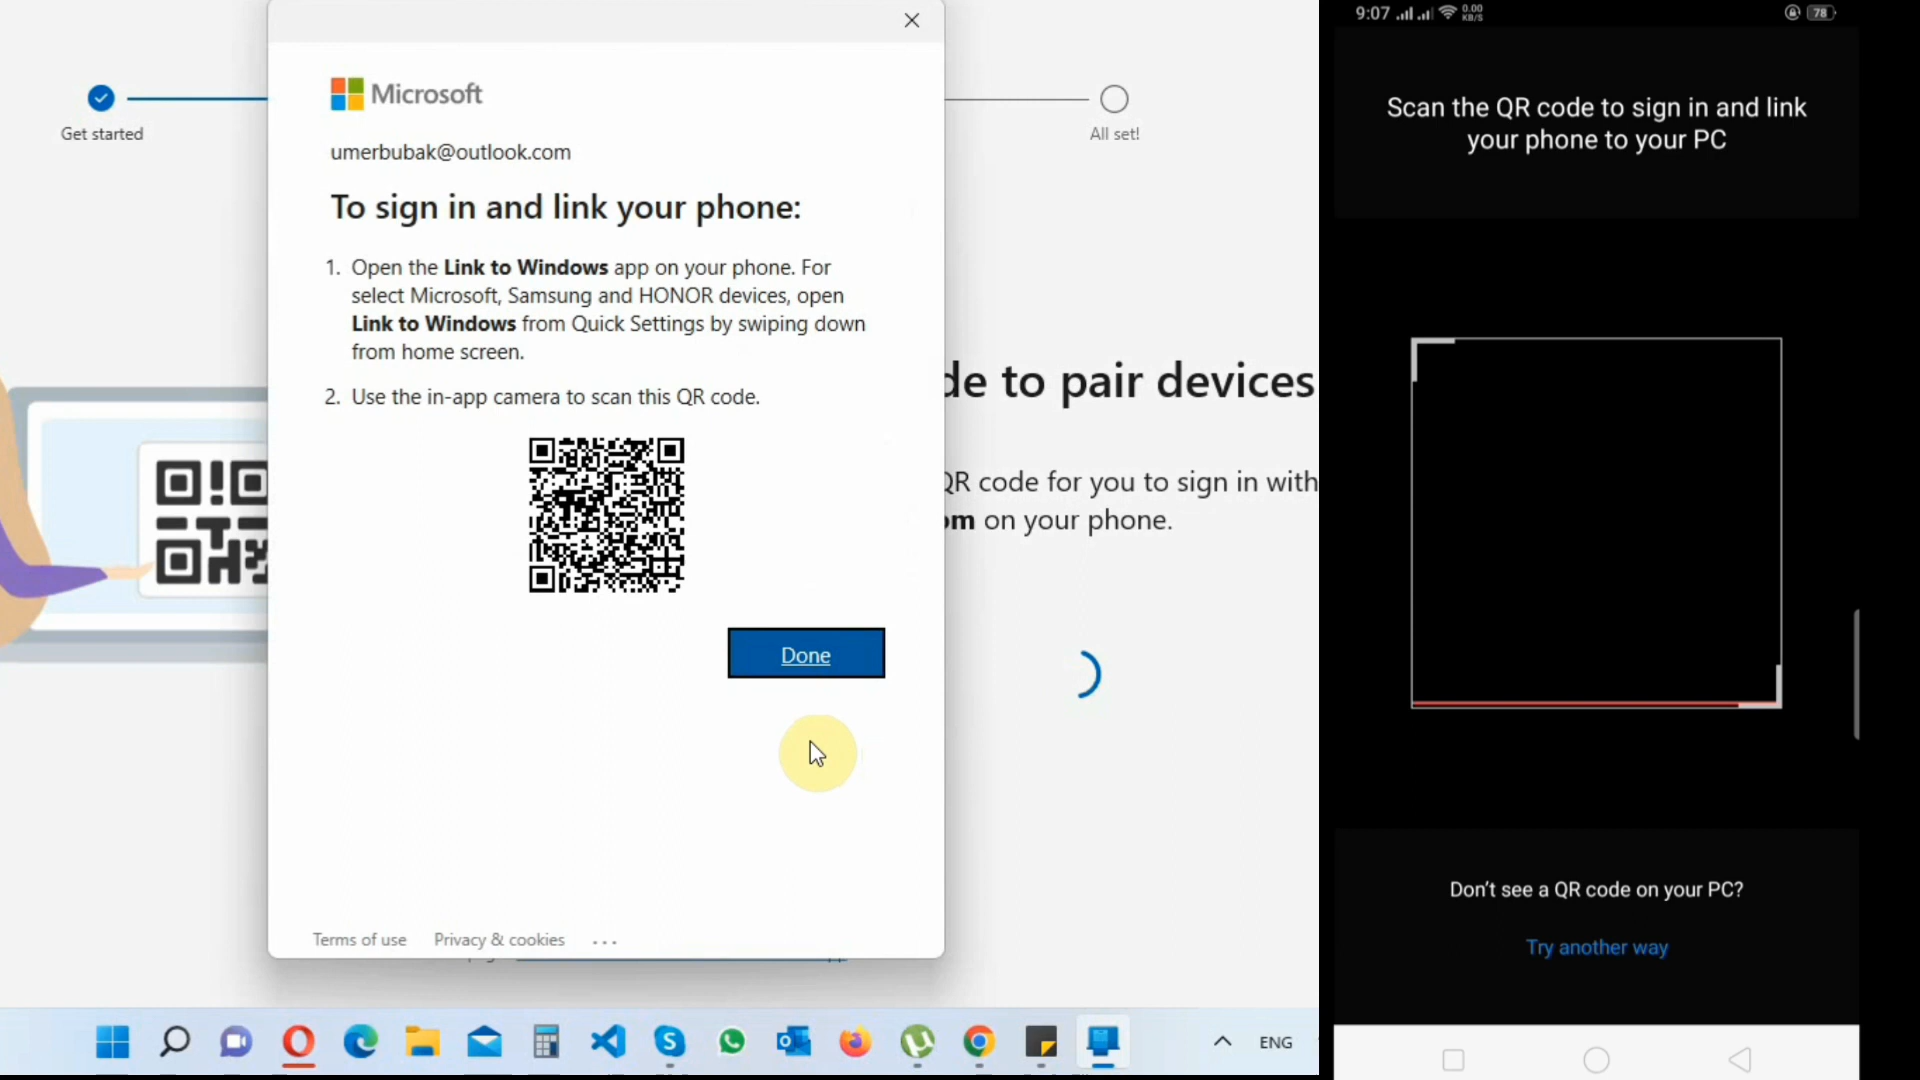 Microsoft
umerbubak@outlook.com
To sign in and link your phone:
1. Open the Link to Windows app on your phone. For
select Microsoft, Samsung and HONOR devices, open
Link to Windows from Quick Settings by swiping down
from home screen.
2. Use the in-app camera to scan this QR code.
Done
Terms of use Privacy & cookies ...
Get started
All set!
de to pair devices
QR code for you to sign in with
om on your phone.
ENG
9:07 0.00 KB/S 78
Scan the QR code to sign in and link
your phone to your PC
Don't see a QR code on your PC?
Try another way